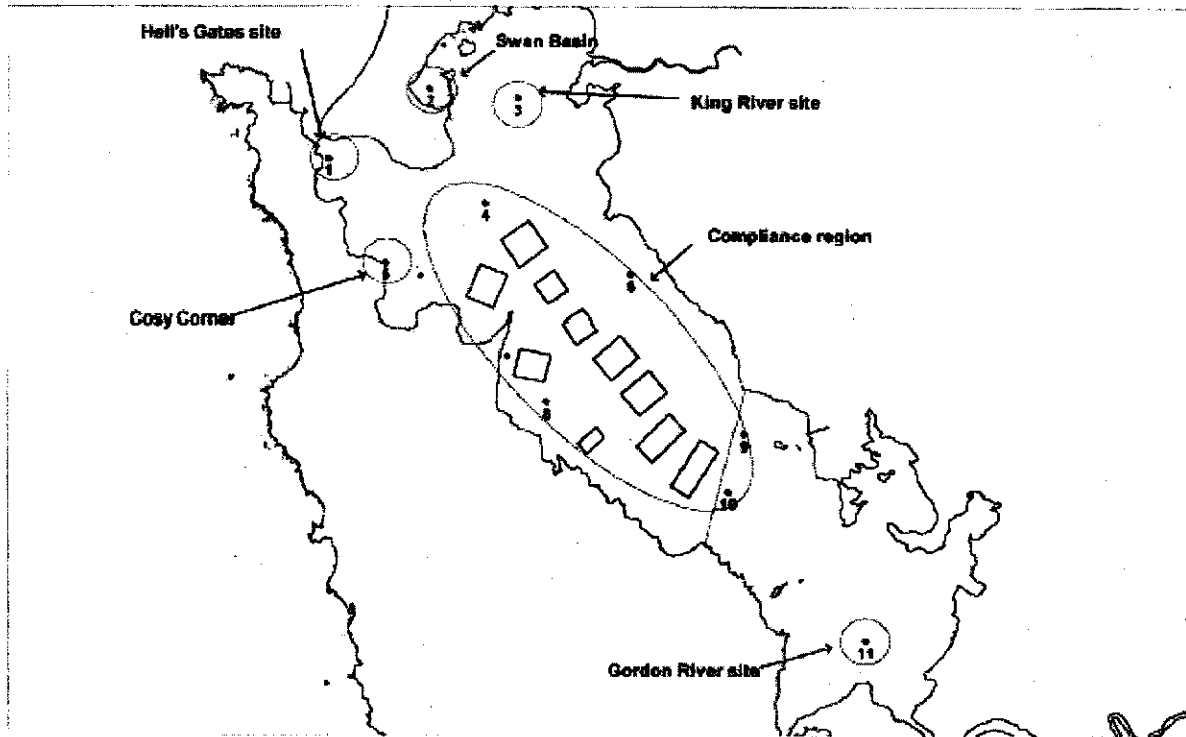 Hell's Gates site
Swan Basin
2
3
King River site
1
4
Compliance region
5
6
Cosy Corner
8
9
10
11
Gordon River site